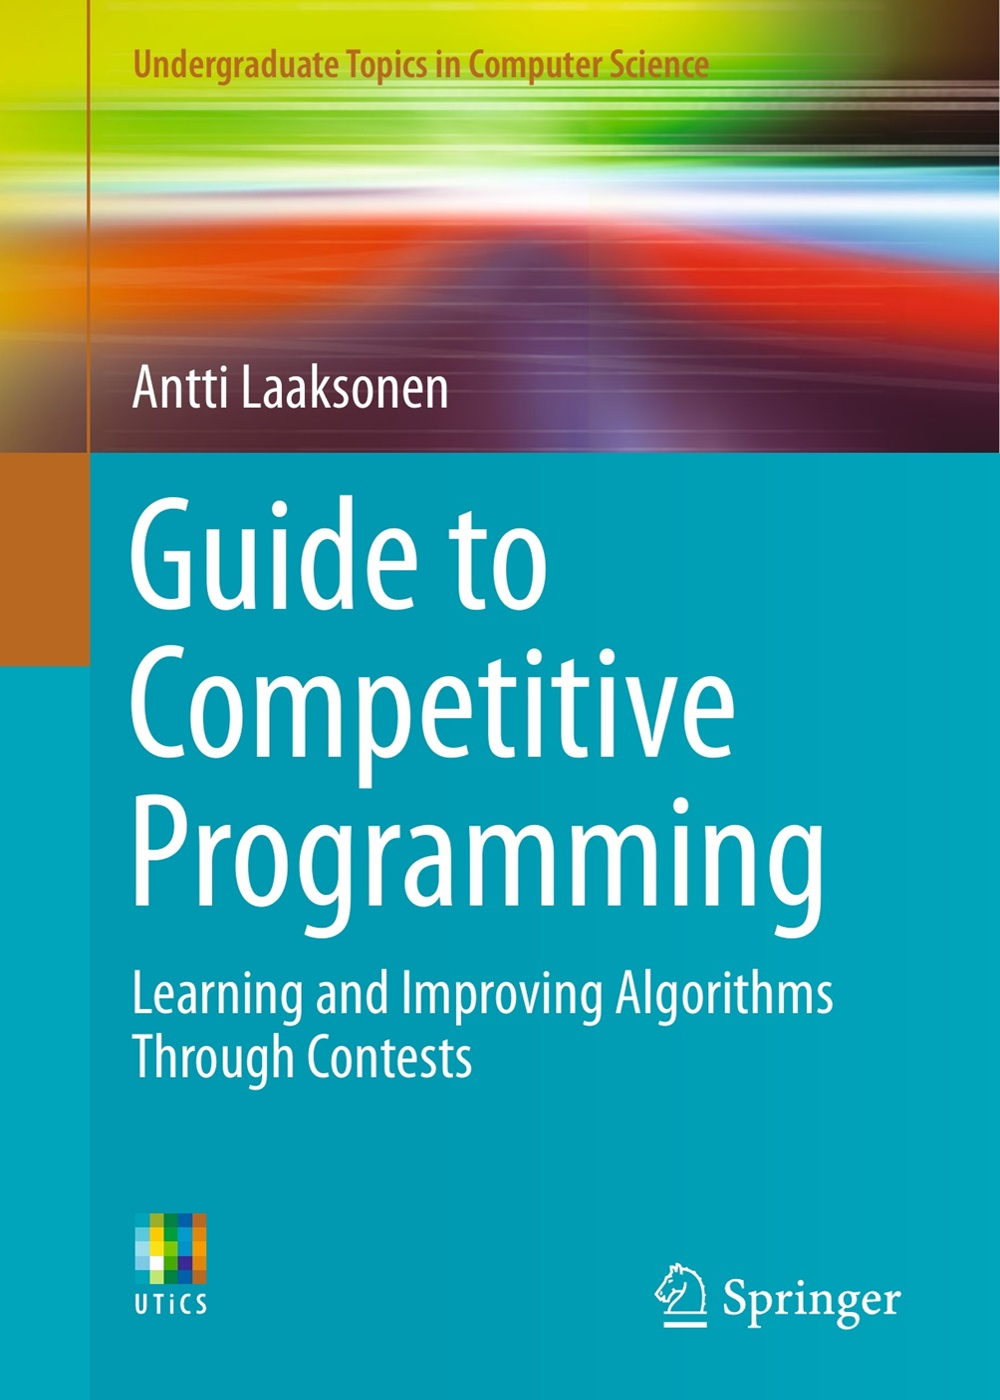 Undergraduate Topics in Computer Science
Antti Laaksonen
Guide to
Competitive
Programming
Learning and Improving Algorithms
Through Contests
UTiCS
Springer